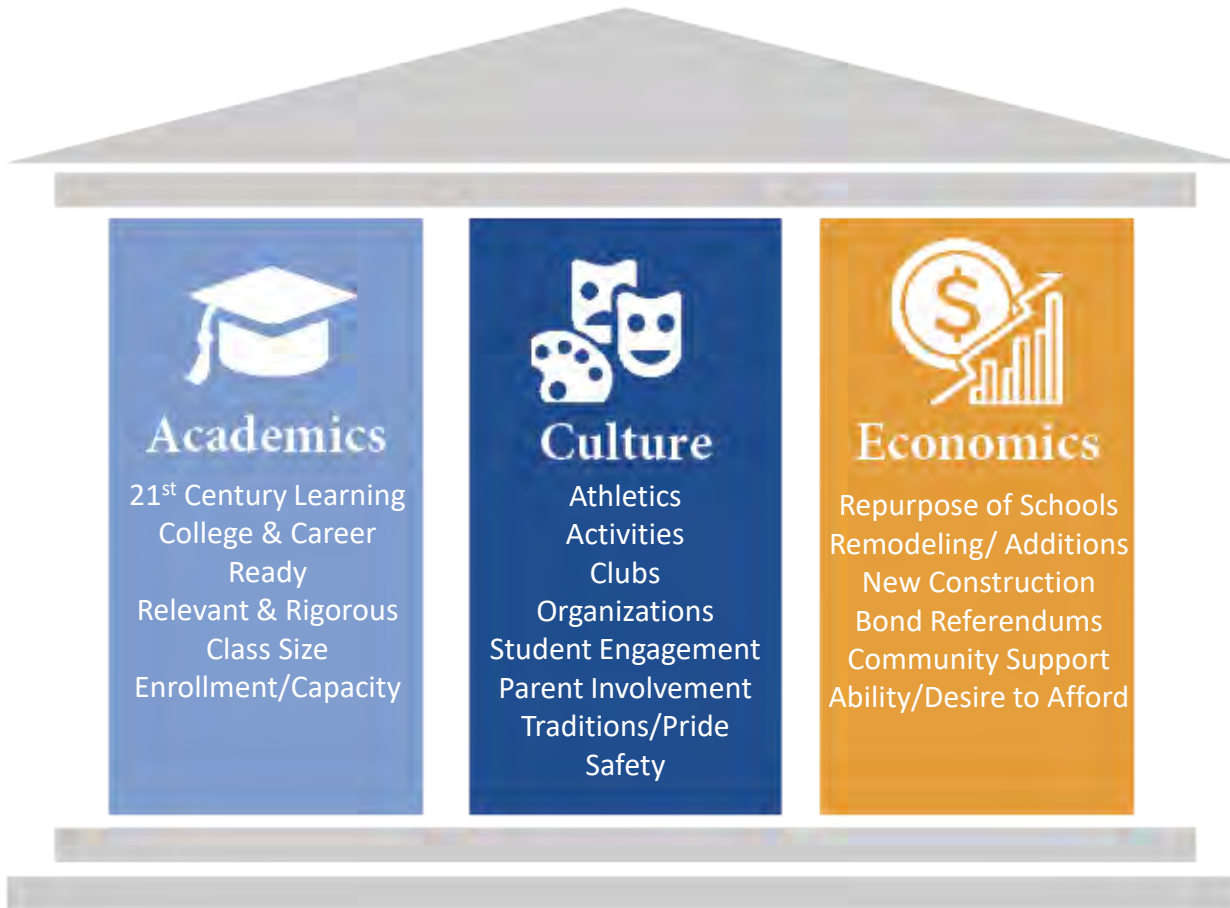 Academics
21st Century Learning
College & Career
Ready
Relevant & Rigorous
Class Size
Enrollment/Capacity
Culture
Athletics
Activities
Clubs
Organizations
Student Engagement
Parent Involvement
Traditions/Pride
Safety
$
Economics
Repurpose of Schools
Remodeling/ Additions
New Construction
Bond Referendums
Community Support
Ability/Desire to Afford